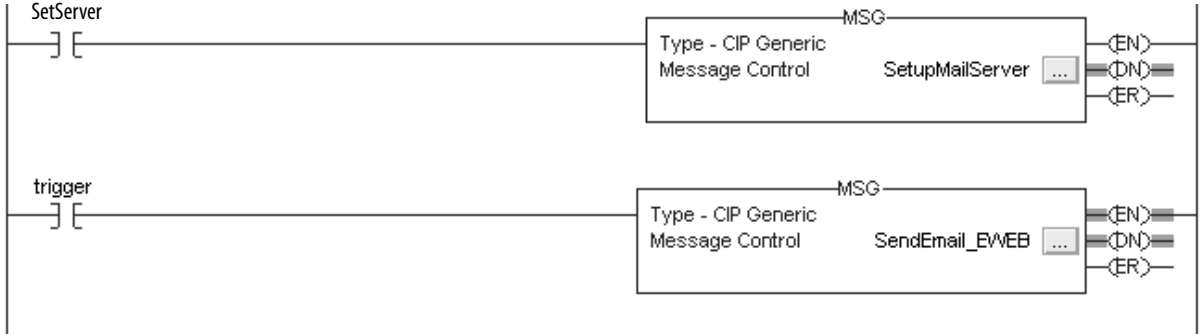 SetServer
MSG
Type - CIP Generic
Message Control SetupMailServer ...
EN
DN
ER
trigger
MSG
Type - CIP Generic
Message Control SendEmail_EWEB ...
EN
DN
ER